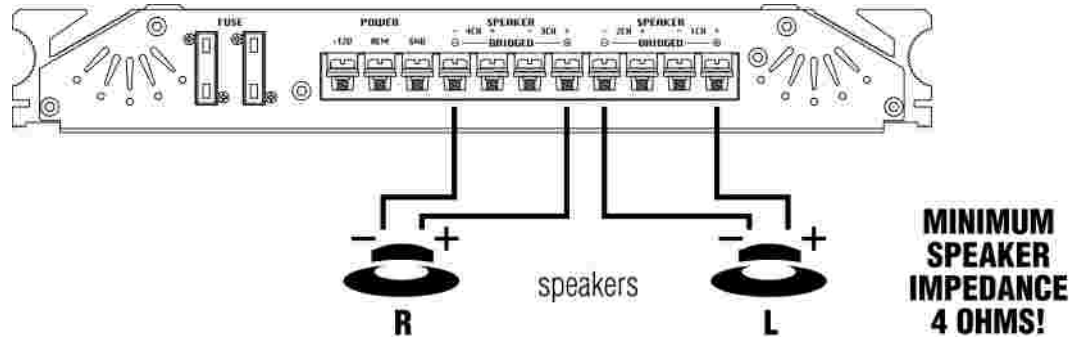 FUSE POWER SPEAKER SPEAKER
+12V REM GND - 4CH + - 3CH + - 2CH + - 1CH +
⊖ BRIDGED ⊕ ⊖ BRIDGED ⊕
- + - +
speakers
R L
MINIMUM
SPEAKER
IMPEDANCE
4 OHMS!